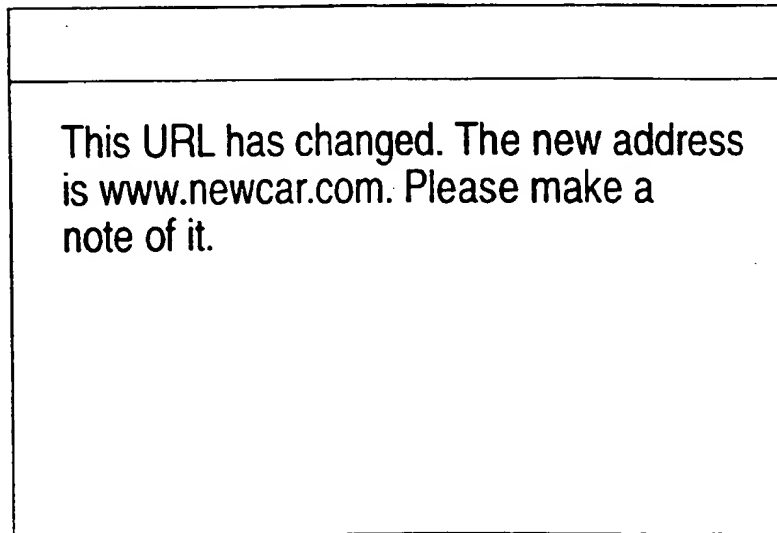 This URL has changed. The new address
is www.newcar.com. Please make a
note of it.